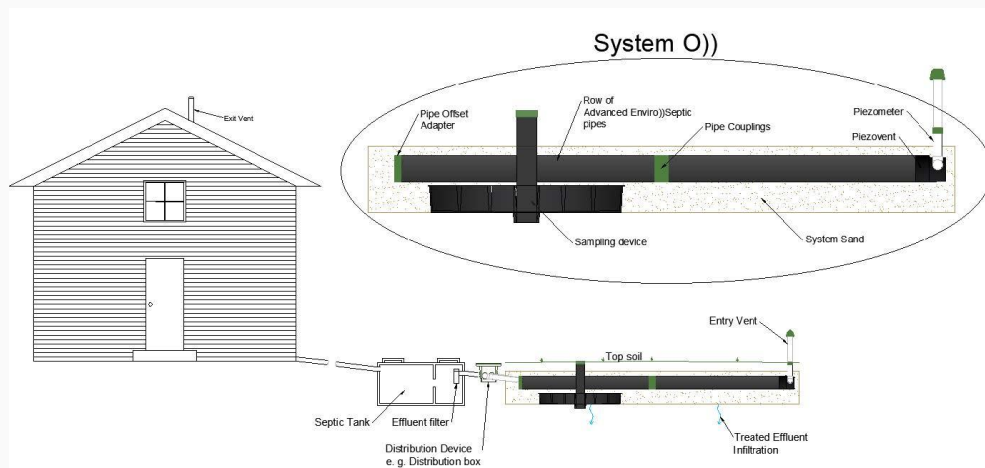 System O))
Exit Vent
Pipe Offset
Adapter
Row of
Advanced Enviro))Septic
pipes
Pipe Couplings
Piezometer
Piezovent
Sampling device
System Sand
Entry Vent
Top soil
Septic Tank
Effluent filter
Distribution Device
e. g. Distribution box
Treated Effluent
Infiltration